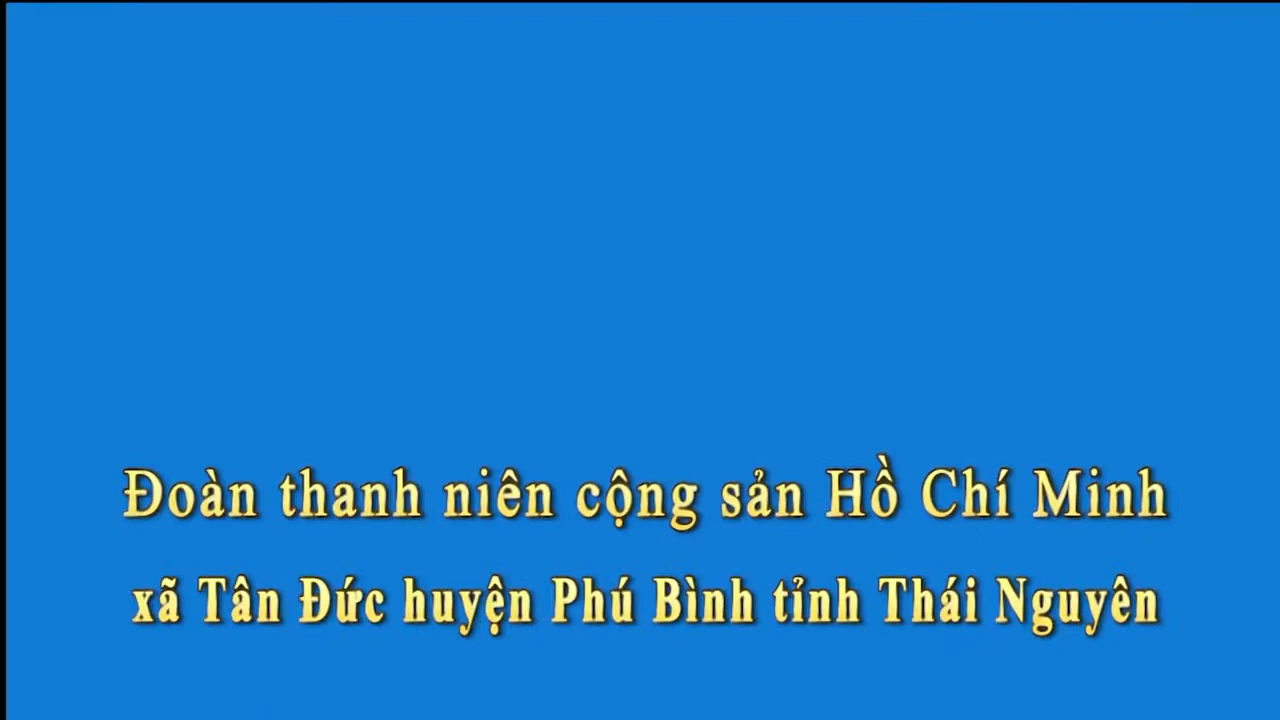 Đoàn thanh niên cộng sản Hồ Chí Minh
xã Tân Đức huyện Phú Bình tỉnh Thái Nguyên